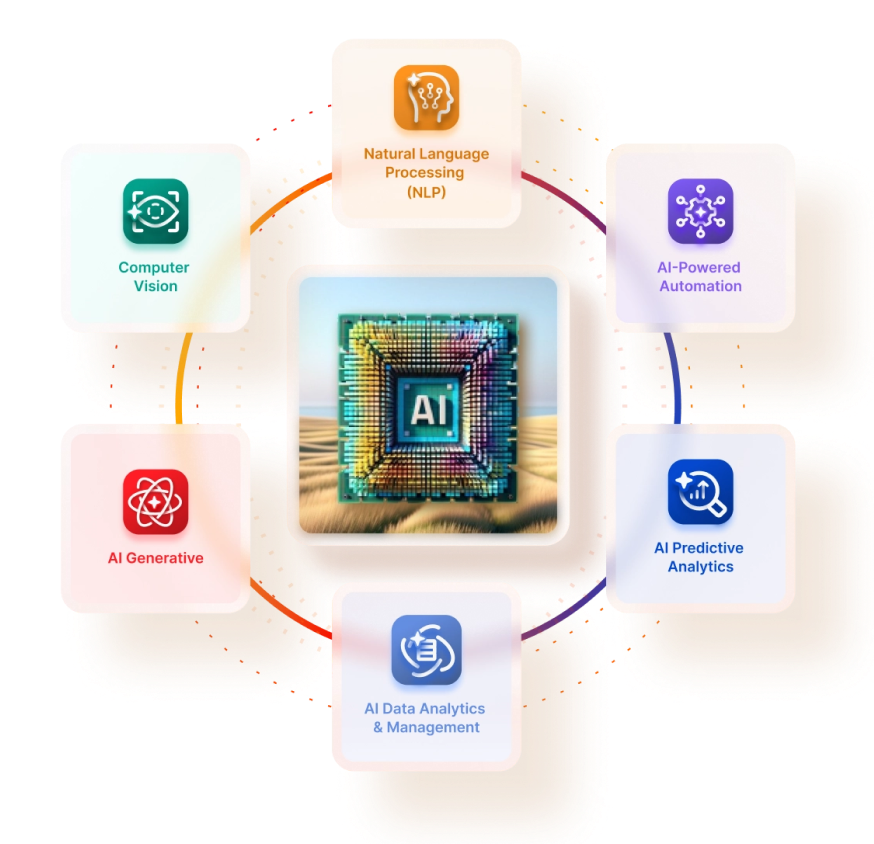 Natural Language
Processing
(NLP)
Computer
Vision
AI-Powered
Automation
AI
AI Generative
AI Predictive
Analytics
AI Data Analytics
& Management